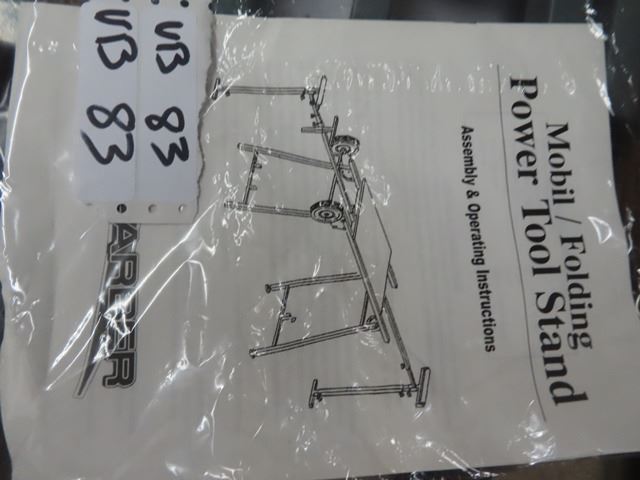 Mobil / Folding
Power Tool Stand
Assembly & Operating Instructions
VB 83
VB 83